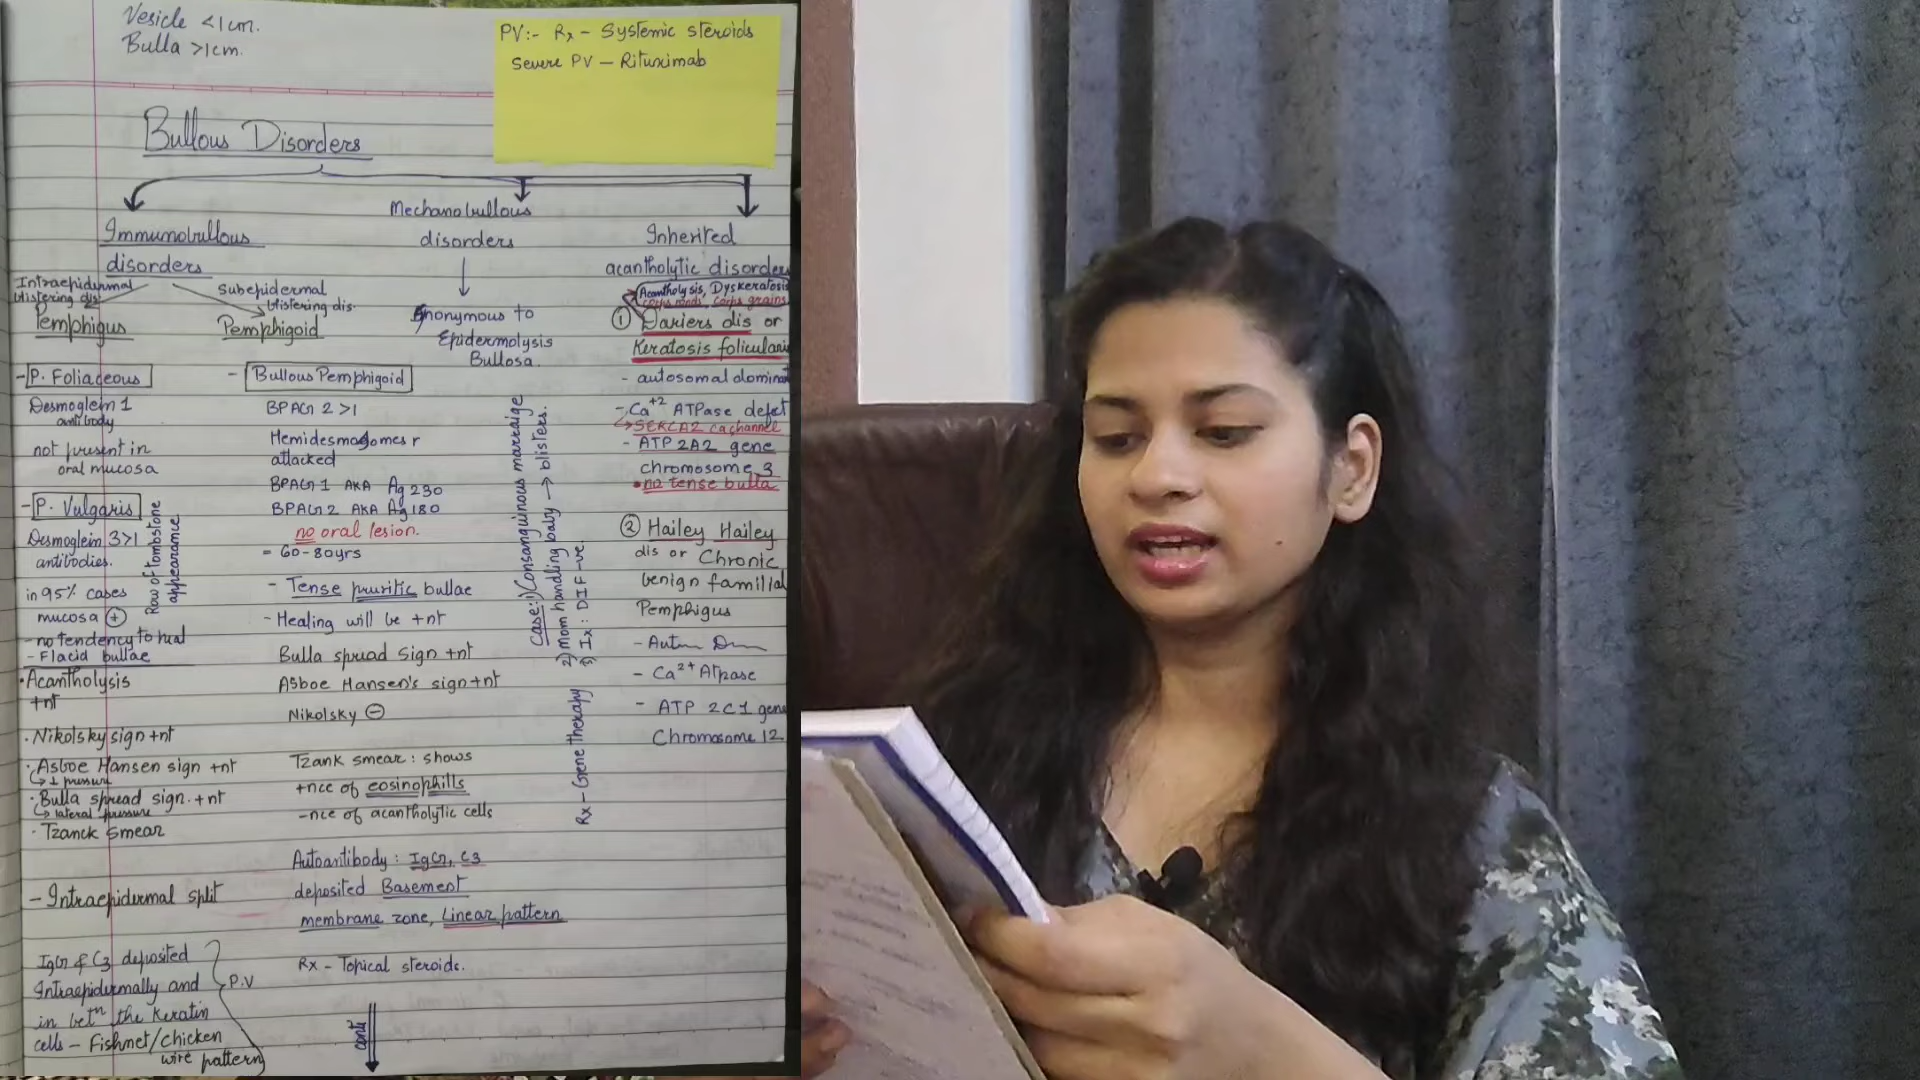 Vesicle <1cm.
Bulla >1cm.
PV:- Rx - Systemic steroids
Severe PV - Rituximab
Bullous Disorders
Immunobullous
disorders
Intraepidermal
blistering dis.
Pemphigus
- P. Foliaceous
Desmoglein 1
antibody
not present in
oral mucosa
- P. Vulgaris
Desmoglein 3>1
antibodies.
in 95% cases
mucosa +
- no tendency to heal
- Flacid bullae
Row of tombstone
appearance
• Acantholysis
+nt
• Nikolsky sign +nt
• Asboe Hansen sign +nt
↳ ⊥ pressure
• Bulla spread sign. +nt
↳ lateral pressure
• Tzanck Smear
- Intraepidermal split
IgG & C3 deposited
Intraepidermally and
in betn the Keratin
cells - Fishnet/chicken
wire pattern
P.V
Subepidermal
blistering dis.
Pemphigoid
- Bullous Pemphigoid
BPAG 2 >1
Hemidesmosomes r
attacked
BPAG1 AKA Ag 230
BPAG2 AKA Ag 180
no oral lesion.
= 60-80yrs
- Tense pruritic bullae
- Healing will be +nt
Bulla spread sign +nt
Asboe Hansen's sign +nt
Nikolsky ⊖
Tzank smear: shows
+nce of eosinophills
-nce of acantholytic cells
Autoantibody: IgG, C3
deposited Basement
membrane zone, Linear pattern
Rx - Topical steroids.
Mechanobullous
disorders
Synonymous to
Epidermolysis
Bullosa.
Case: 1) Consanguinous marraige
2) mom handling baby → blisters.
3) Ix: DIF -ve.
Rx - Gene therapy
Inherited
acantholytic disorders
Acantholysis, Dyskeratosis
corps ronds, corps grains
① Dariers dis or
Keratosis folicularis
- autosomal dominant
- Ca+2 ATPase defect
→ SERCA2 ca channel
- ATP 2A2 gene
chromosome 3
• no tense bulla
② Hailey Hailey
dis or Chronic
benign familial
Pemphigus
- Ca2+ Atpase
- ATP 2C1 gene
Chromosome 12